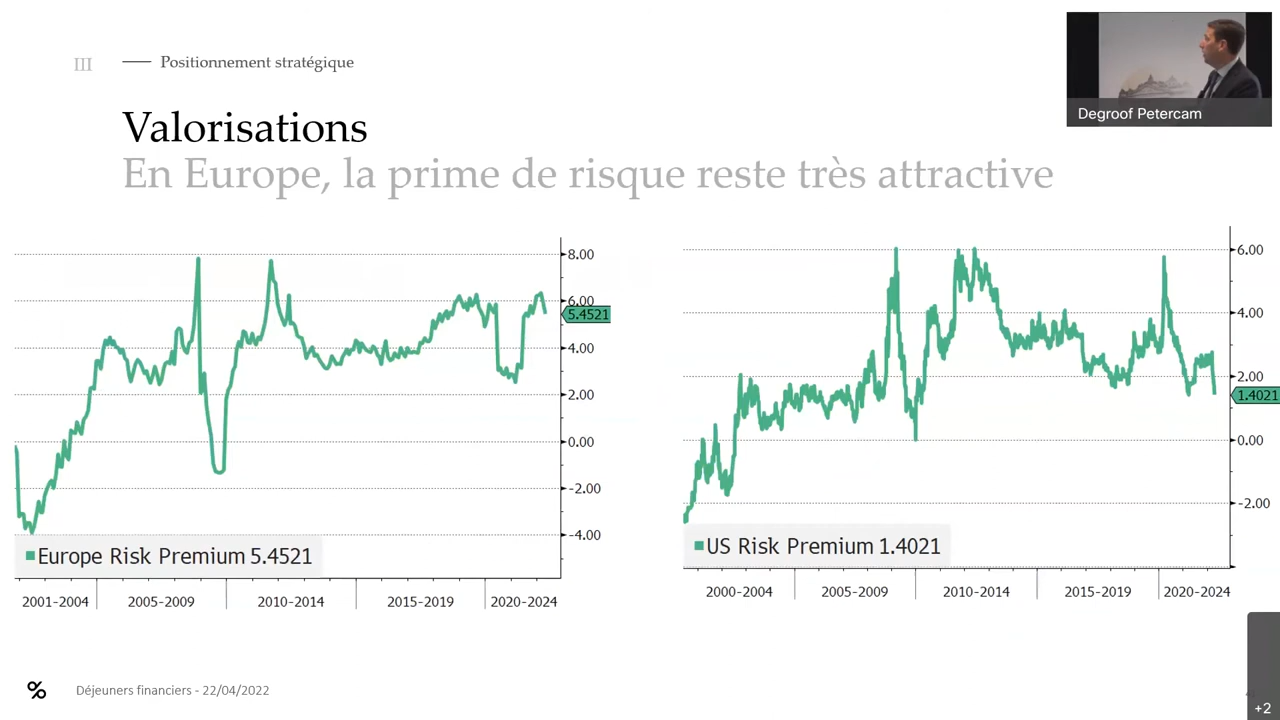 III
Positionnement stratégique
Degroof Petercam
Valorisations
En Europe, la prime de risque reste très attractive
8.00
6.00
5.4521
4.00
2.00
0.00
-2.00
-4.00
Europe Risk Premium 5.4521
2001-2004 2005-2009 2010-2014 2015-2019 2020-2024
6.00
4.00
2.00
1.4021
0.00
-2.00
US Risk Premium 1.4021
2000-2004 2005-2009 2010-2014 2015-2019 2020-2024
% Déjeuners financiers - 22/04/2022
+2